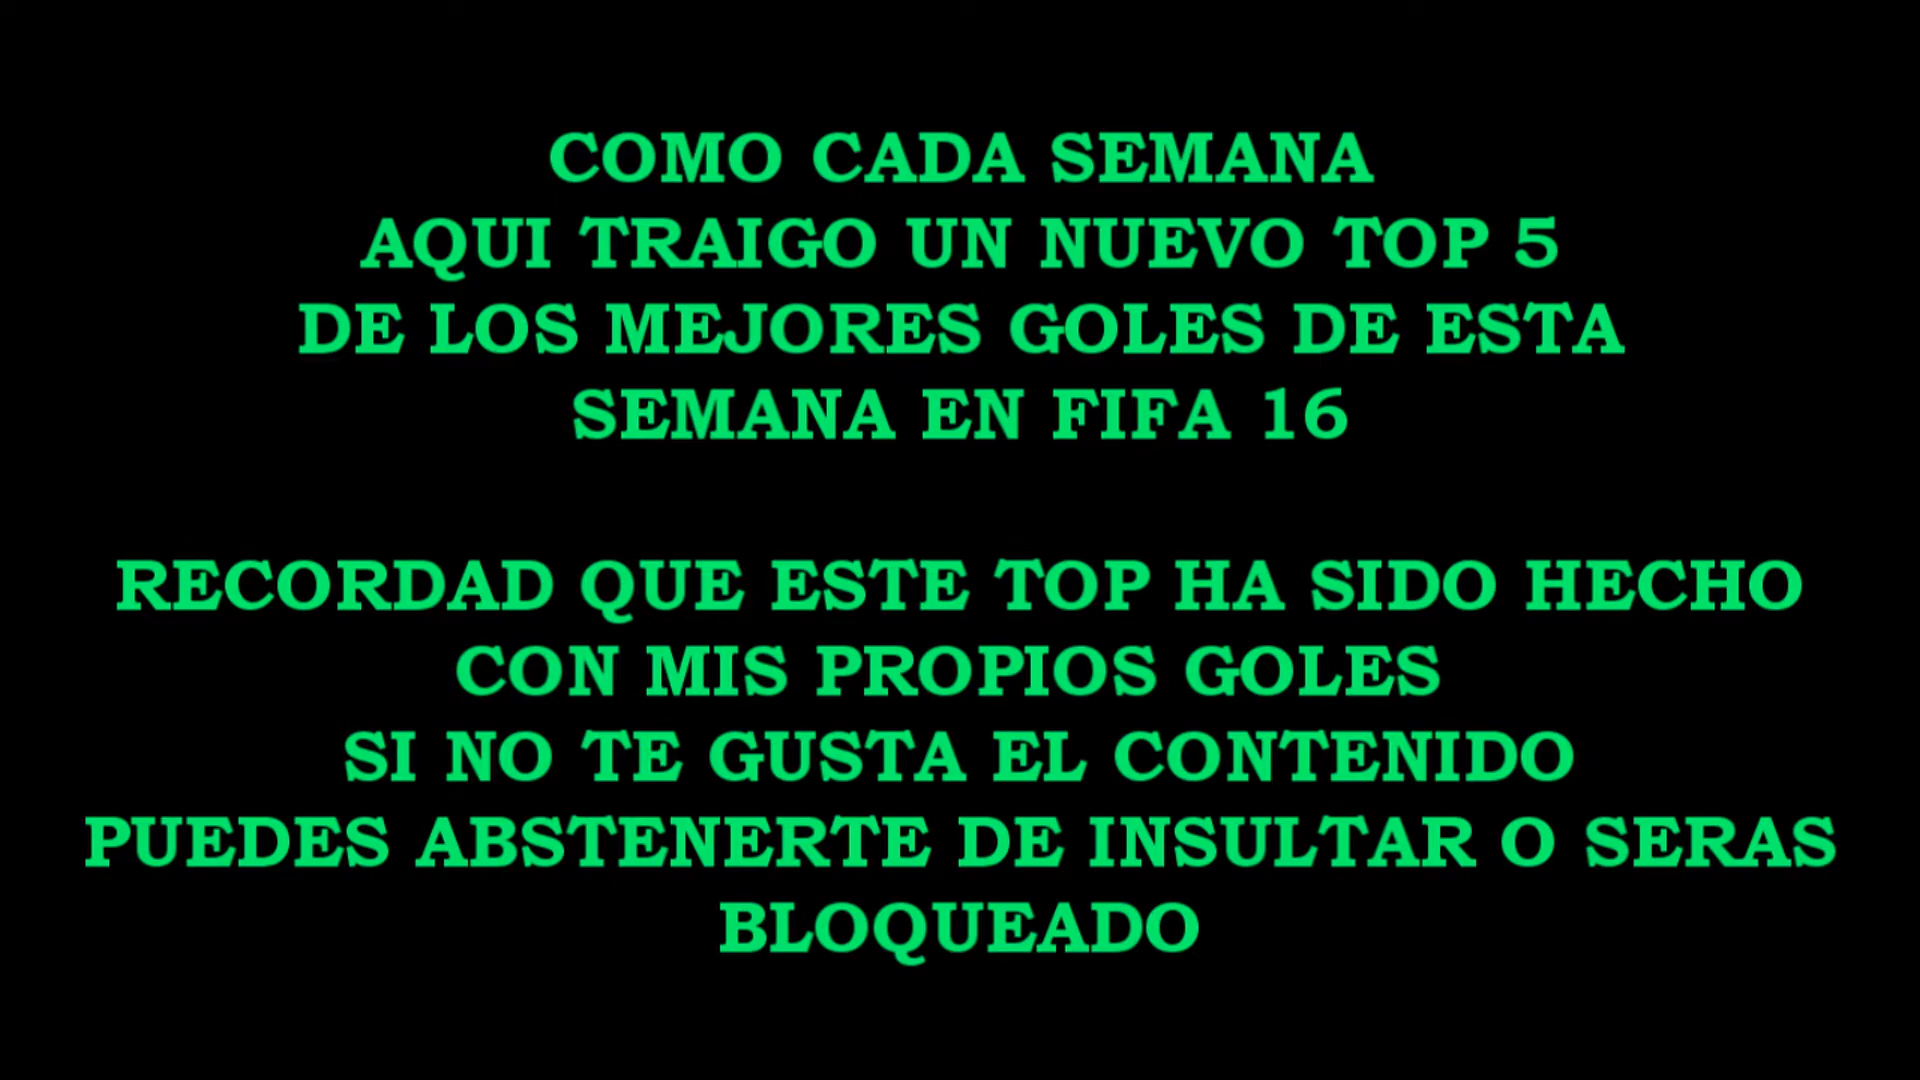 COMO CADA SEMANA
AQUI TRAIGO UN NUEVO TOP 5
DE LOS MEJORES GOLES DE ESTA
SEMANA EN FIFA 16
RECORDAD QUE ESTE TOP HA SIDO HECHO
CON MIS PROPIOS GOLES
SI NO TE GUSTA EL CONTENIDO
PUEDES ABSTENERTE DE INSULTAR O SERAS
BLOQUEADO